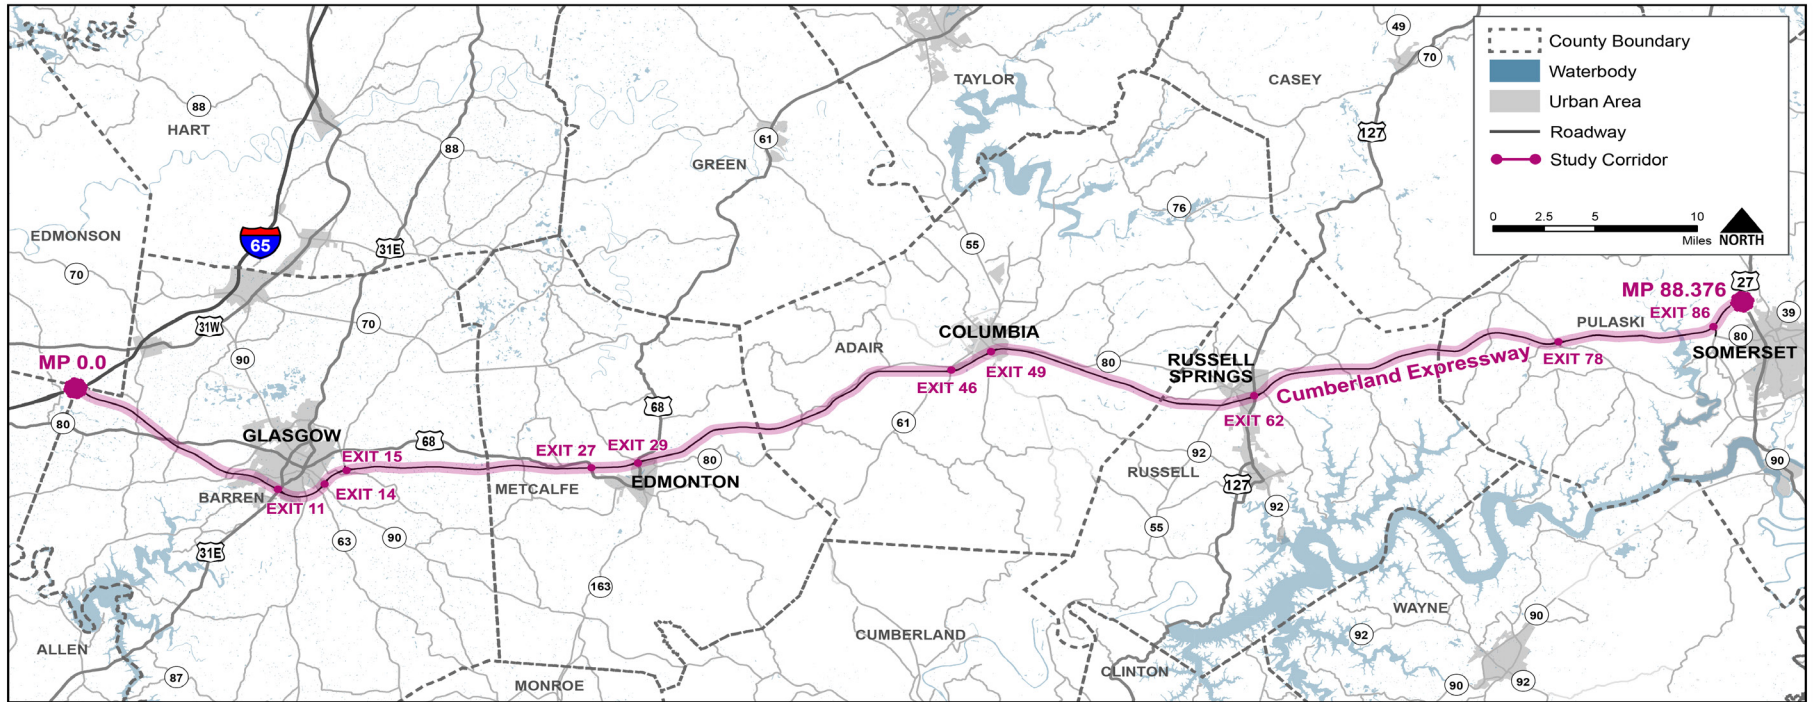 49
70
TAYLOR
CASEY
88
HART
127
61
88
GREEN
County Boundary
Waterbody
Urban Area
Roadway
Study Corridor
0 2.5 5 10
Miles NORTH
76
EDMONSON
65
31E
55
70
27
MP 88.376
EXIT 86
39
31W
70
PULASKI
80
COLUMBIA
ADAIR
SOMERSET
90
MP 0.0
80
RUSSELL
SPRINGS
EXIT 78
EXIT 49
EXIT 46
Cumberland Expressway
68
80
61
EXIT 62
GLASGOW
68
EXIT 15
EXIT 27
EXIT 29
80
92
90
RUSSELL
METCALFE
EDMONTON
127
BARREN
EXIT 14
EXIT 11
92
55
63
90
31E
163
WAYNE
90
92
CUMBERLAND
ALLEN
CLINTON
87
MONROE
90
92